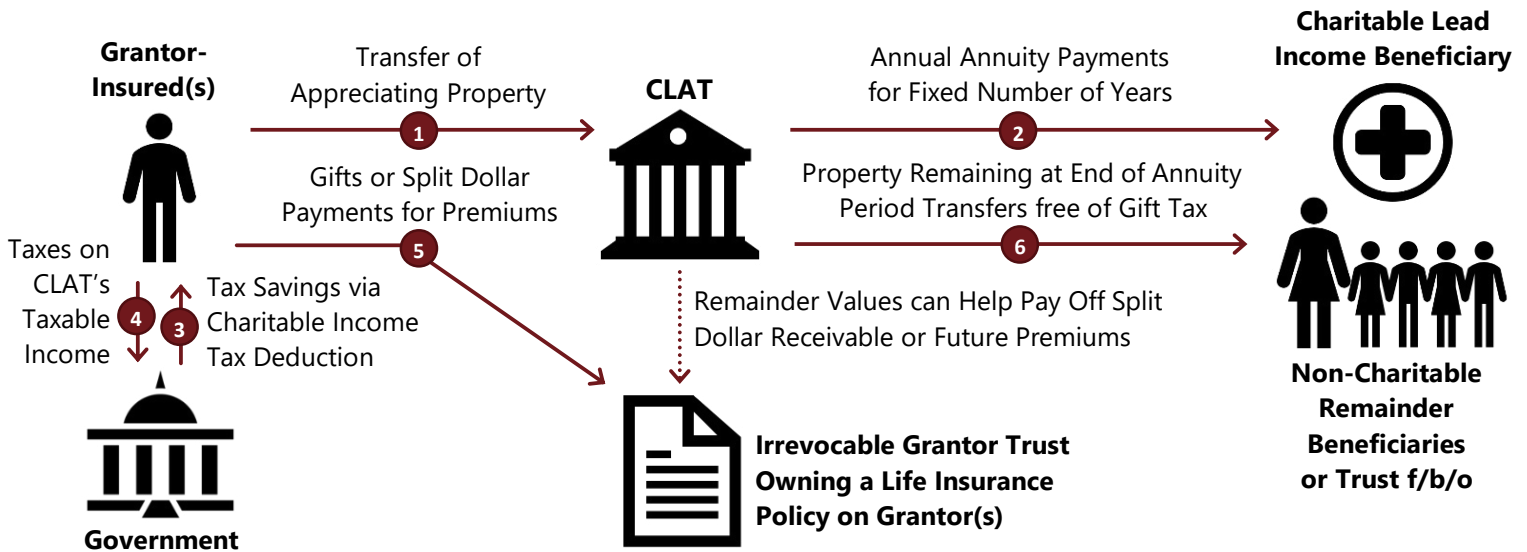 Grantor-
Insured(s)
Transfer of
Appreciating Property
1
CLAT
Annual Annuity Payments
for Fixed Number of Years
2
Charitable Lead
Income Beneficiary
Gifts or Split Dollar
Payments for Premiums
5
Property Remaining at End of Annuity
Period Transfers free of Gift Tax
6
Taxes on
CLAT’s
Taxable
Income
4
3
Tax Savings via
Charitable Income
Tax Deduction
Remainder Values can Help Pay Off Split
Dollar Receivable or Future Premiums
Non-Charitable
Remainder
Beneficiaries
or Trust f/b/o
Irrevocable Grantor Trust
Owning a Life Insurance
Policy on Grantor(s)
Government